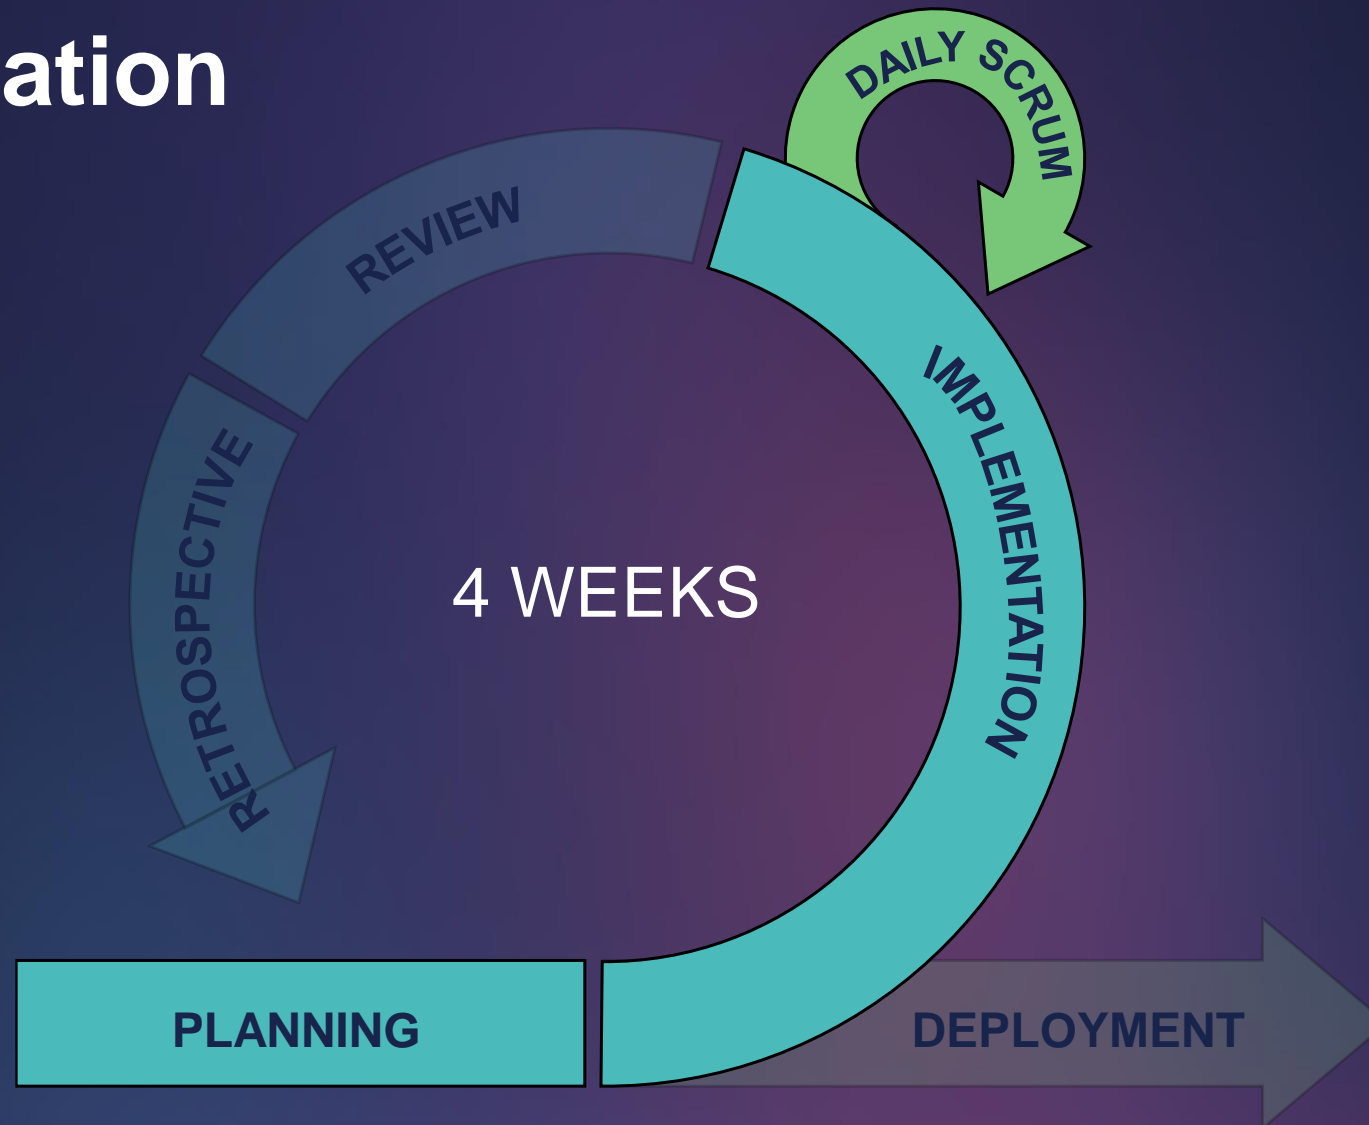 ation
DAILY SCRUM
REVIEW
IMPLEMENTATION
RETROSPECTIVE
4 WEEKS
PLANNING
DEPLOYMENT